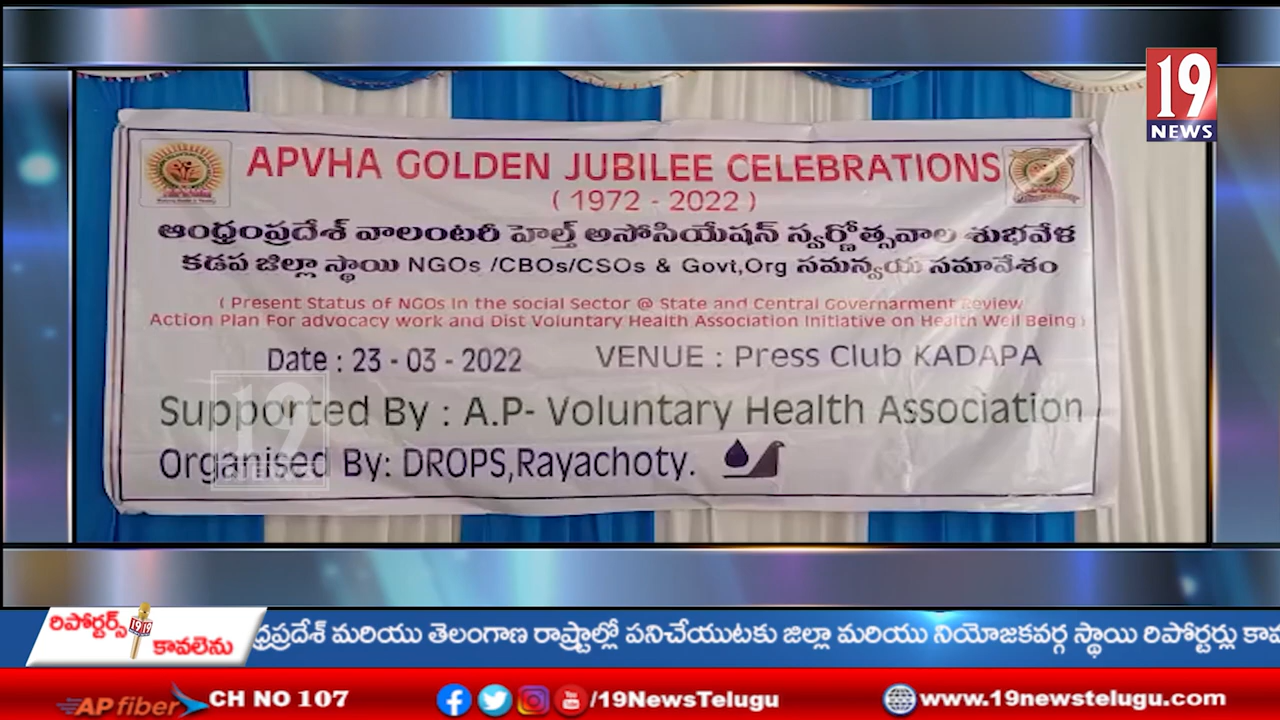 19
NEWS
APVHA GOLDEN JUBILEE CELEBRATIONS
( 1972 - 2022 )
ఆంధ్రంప్రదేశ్ వాలంటరీ హెల్త్ అసోసియేషన్ స్వర్ణోత్సవాల శుభవేళ
కడప జిల్లా స్థాయి NGOs /CBOs/CSOs & Govt,Org సమన్వయ సమావేశం
( Present Status of NGOs In the social Sector @ State and Central Governarment Review
Action Plan For advocacy work and Dist Voluntary Health Association Initiative on Health Well Being)
Date : 23 - 03 - 2022 VENUE : Press Club KADAPA
Supported By : A.P- Voluntary Health Association
Organised By: DROPS,Rayachoty.
19
NEWS
రిపోర్టర్స్ 19 19
కావలెను
ధ్రప్రదేశ్ మరియు తెలంగాణ రాష్ట్రాల్లో పనిచేయుటకు జిల్లా మరియు నియోజకవర్గ స్థాయి రిపోర్టర్లు కావ
AP fiber CH NO 107 /19NewsTelugu www.19newstelugu.com